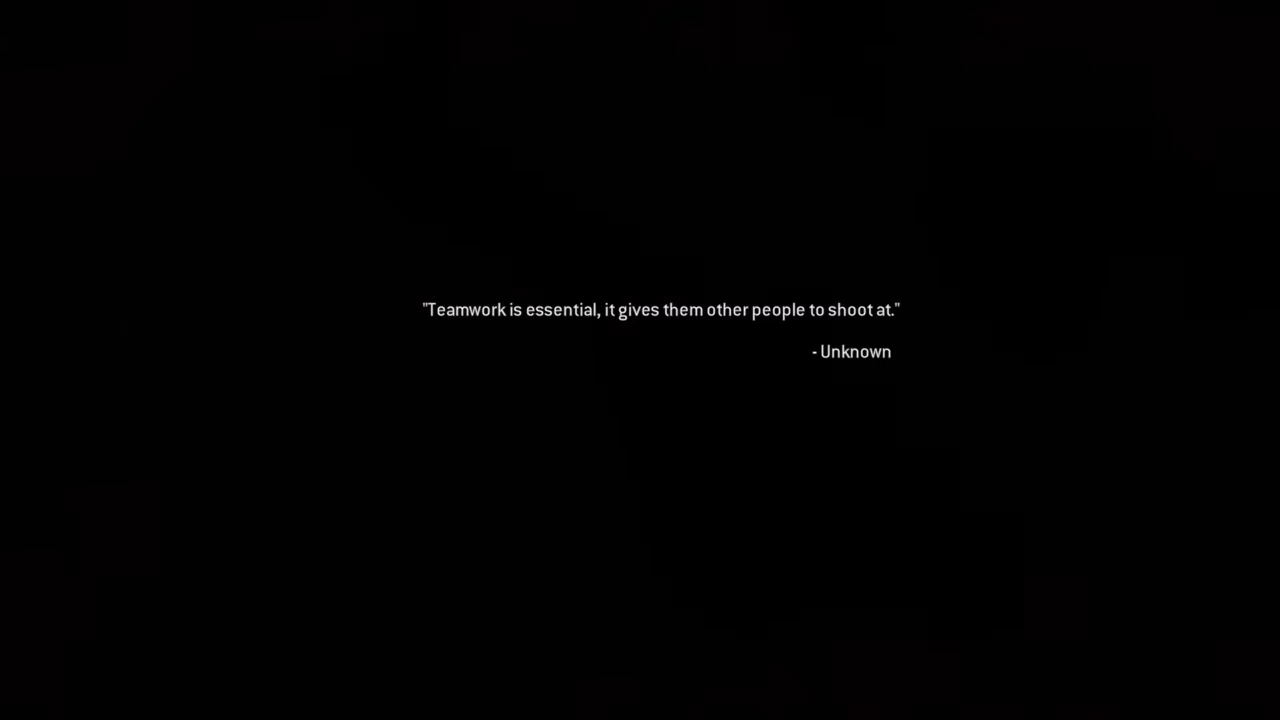 "Teamwork is essential, it gives them other people to shoot at."
- Unknown